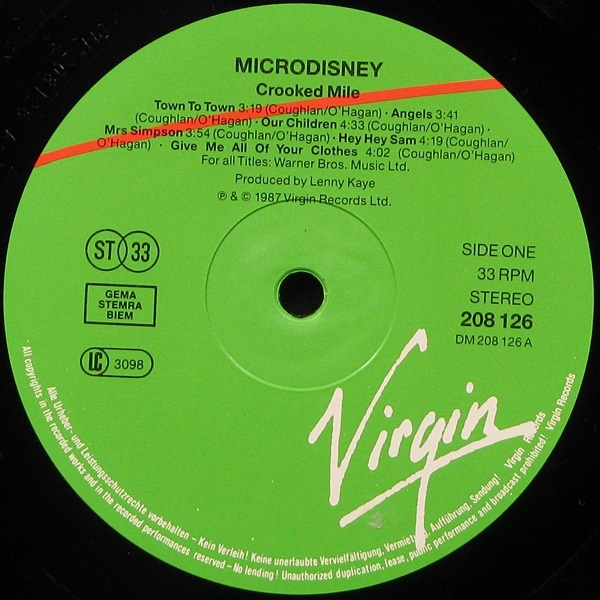 MICRODISNEY
Crooked Mile
Town To Town 3:19 (Coughlan/O'Hagan) · Angels 3:41
(Coughlan/O'Hagan) · Our Children 4:33 (Coughlan/O'Hagan) ·
Mrs Simpson 3:54 (Coughlan/O'Hagan) · Hey Hey Sam 4:19 (Coughlan/
O'Hagan) · Give Me All Of Your Clothes 4:02 (Coughlan/O'Hagan)
For all Titles: Warner Bros. Music Ltd.
Produced by Lenny Kaye
℗ & © 1987 Virgin Records Ltd.
ST 33
GEMA
STEMRA
BIEM
LC 3098
SIDE ONE
33 RPM
STEREO
208 126
DM 208 126 A
Virgin
Alle Urheber- und Leistungsschutzrechte vorbehalten – Kein Verleih! Keine unerlaubte Vervielfältigung, Vermietung, Aufführung, Sendung! Virgin Records
All copyrights in the recorded works and in the recorded performances reserved – No lending! Unauthorized duplication, lease, public performance and broadcast prohibited! Virgin Records